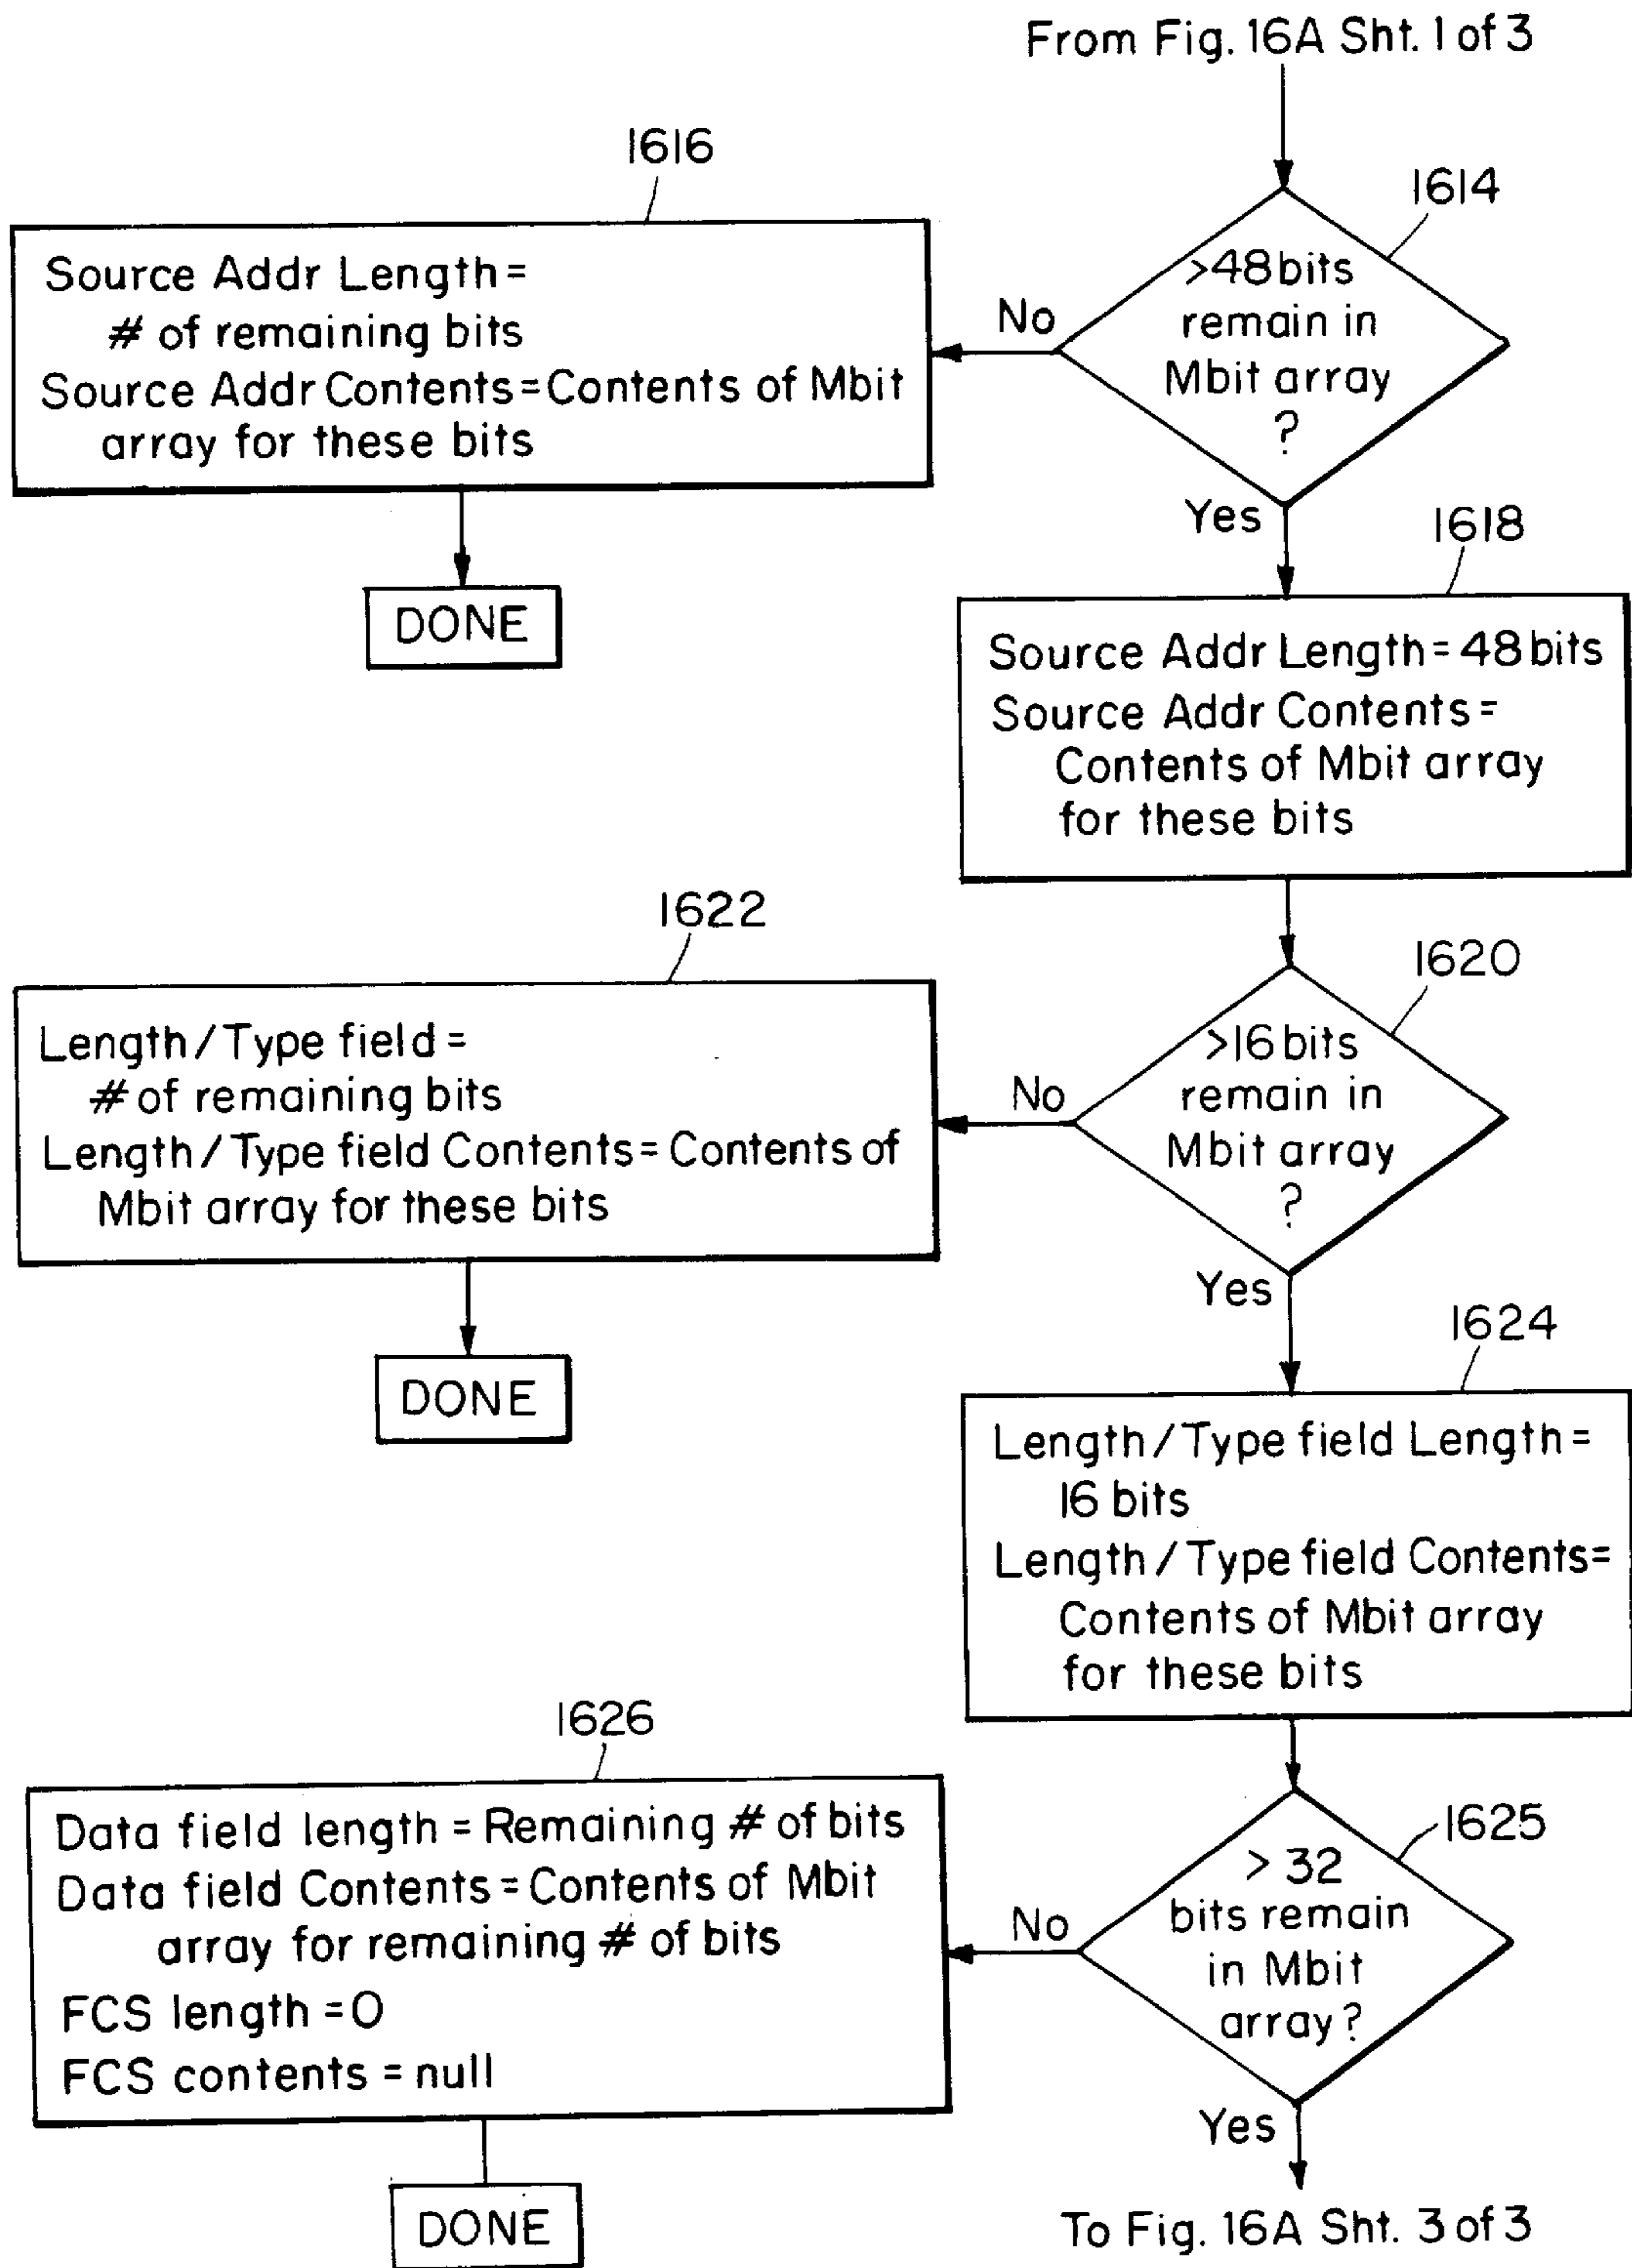 From Fig. 16A Sht. 1 of 3
1616
1614
Source Addr Length =
# of remaining bits
Source Addr Contents = Contents of Mbit
array for these bits
>48 bits
remain in
Mbit array
?
No
Yes
DONE
1618
Source Addr Length = 48 bits
Source Addr Contents =
Contents of Mbit array
for these bits
1622
1620
Length/Type field =
# of remaining bits
Length/Type field Contents = Contents of
Mbit array for these bits
>16 bits
remain in
Mbit array
?
No
Yes
DONE
1624
Length/Type field Length =
16 bits
Length/Type field Contents =
Contents of Mbit array
for these bits
1626
1625
Data field length = Remaining # of bits
Data field Contents = Contents of Mbit
array for remaining # of bits
FCS length = 0
FCS contents = null
> 32
bits remain
in Mbit
array?
No
Yes
DONE
To Fig. 16A Sht. 3 of 3